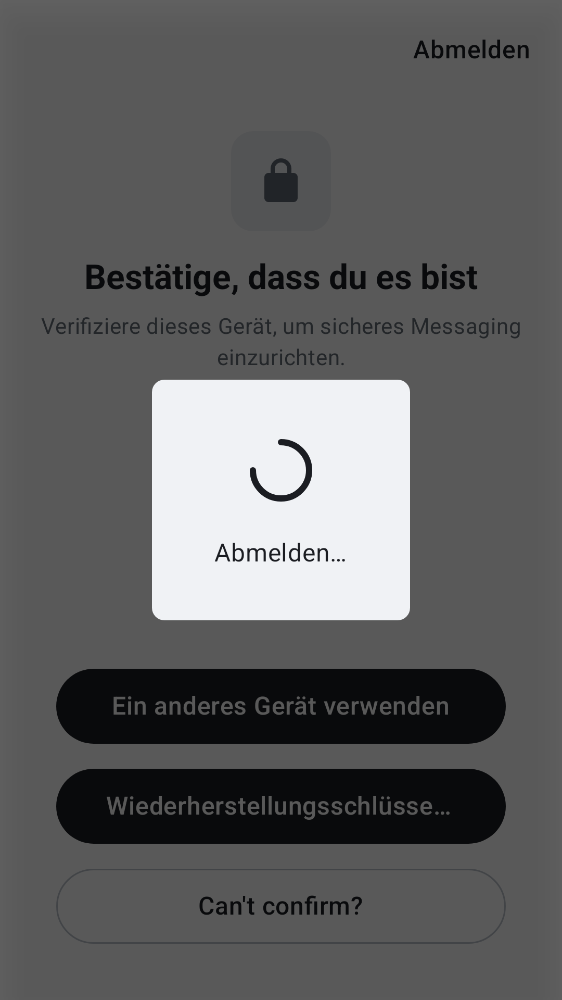 Abmelden
Bestätige, dass du es bist
Verifiziere dieses Gerät, um sicheres Messaging
einzurichten.
Abmelden…
Ein anderes Gerät verwenden
Wiederherstellungsschlüsse…
Can't confirm?